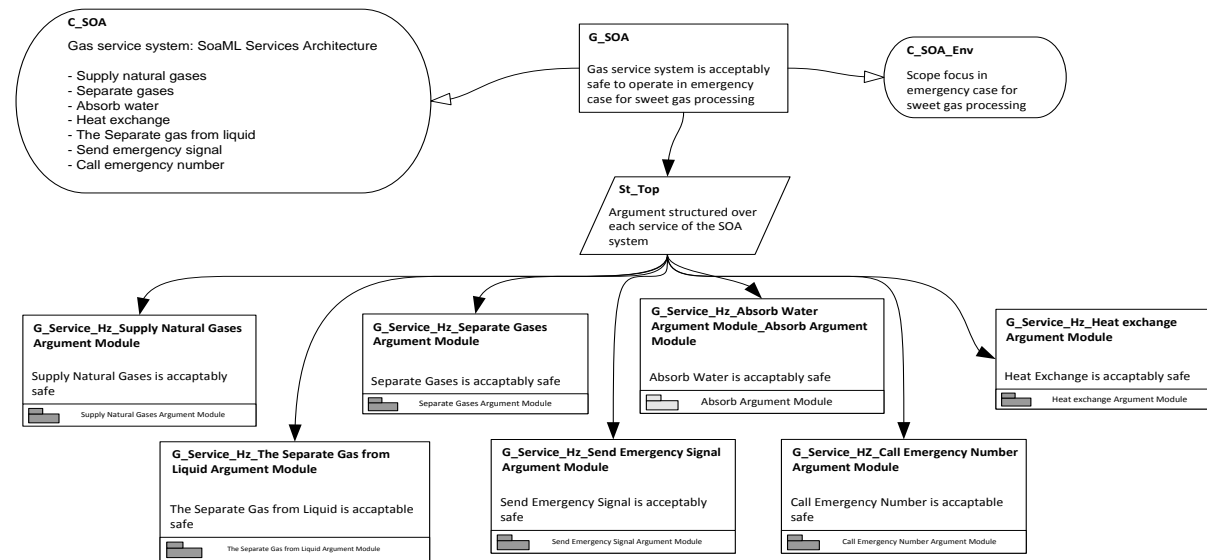 C_SOA
Gas service system: SoaML Services Architecture
- Supply natural gases
- Separate gases
- Absorb water
- Heat exchange
- The Separate gas from liquid
- Send emergency signal
- Call emergency number
G_SOA
Gas service system is acceptably
safe to operate in emergency
case for sweet gas processing
C_SOA_Env
Scope focus in
emergency case for
sweet gas processing
St_Top
Argument structured over
each service of the SOA
system
G_Service_Hz_Supply Natural Gases
Argument Module
Supply Natural Gases is accaptably
safe
Supply Natural Gases Argument Module
G_Service_Hz_Separate Gases
Argument Module
Separate Gases is accaptably safe
Separate Gases Argument Module
G_Service_Hz_Absorb Water
Argument Module_Absorb Argument
Module
Absorb Water is accaptably safe
Absorb Argument Module
G_Service_Hz_Heat exchange
Argument Module
Heat Exchange is accaptably safe
Heat exchange Argument Module
G_Service_Hz_The Separate Gas from
Liquid Argument Module
The Separate Gas from Liquid is acceptable
safe
The Separate Gas from Liquid Argument Module
G_Service_Hz_Send Emergency Signal
Argument Module
Send Emergency Signal is acceptably
safe
Send Emergency Signal Argument Module
G_Service_HZ_Call Emergency Number
Argument Module
Call Emergency Number is acceptable
safe
Call Emergency Number Argument Module